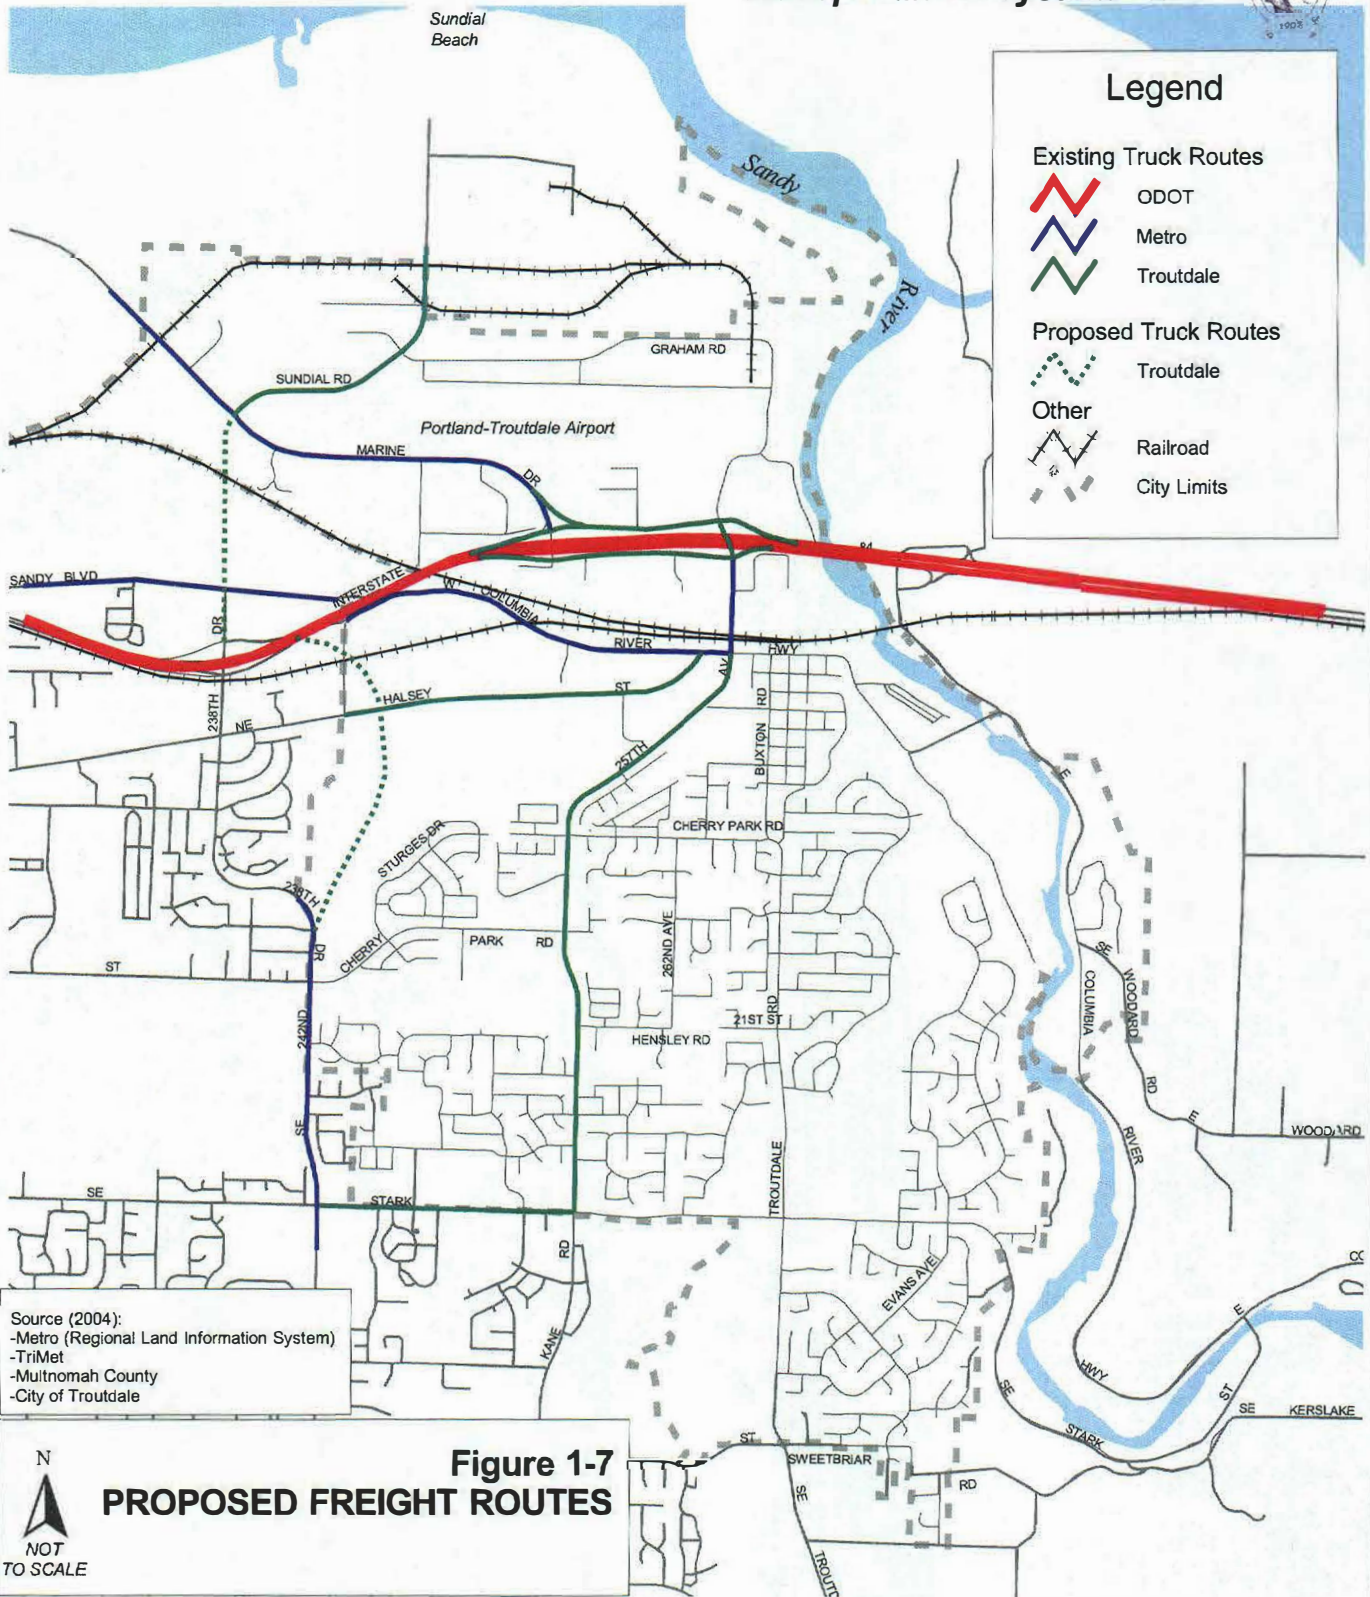 Sundial
Beach
1907
Legend
Existing Truck Routes
ODOT
Metro
Troutdale
Proposed Truck Routes
Troutdale
Other
Railroad
City Limits
Sandy
River
GRAHAM RD
SUNDIAL RD
Portland-Troutdale Airport
MARINE
DR
84
SANDY BLVD
INTERSTATE
W
COLUMBIA
DR
RIVER
HWY
AV
238TH
NE
HALSEY
ST
RD
BUXTON
257TH
E
CHERRY PARK RD
STURGES DR
238TH
DR
CHERRY
PARK
RD
262ND AVE
ST
SE
WOODARD
COLUMBIA
RD
242ND
21ST ST
HENSLEY RD
RD
E
WOODARD
RIVER
SE
TROUTDALE
SE
STARK
RD
EVANS AVE
KANE
E
HWY
SE
ST
SE
KERSLAKE
STARK
ST
SWEETBRIAR
RD
SE
Source (2004):
-Metro (Regional Land Information System)
-TriMet
-Multnomah County
-City of Troutdale
N
NOT
TO SCALE
Figure 1-7
PROPOSED FREIGHT ROUTES